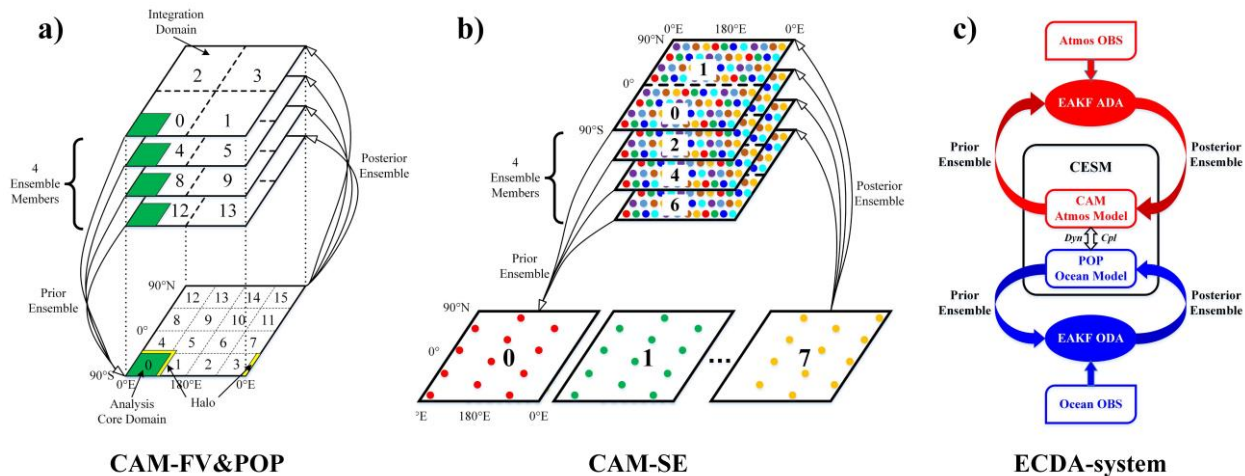 a)
Integration
Domain
2 3
0 1
4 5
8 9
12 13
4
Ensemble
Members
Posterior
Ensemble
Prior
Ensemble
90°N
0°
90°S
12 13 14 15
8 9 10 11
4 5 6 7
0 1 2 3
0°E 180°E 0°E
Analysis
Core Domain
Halo
CAM-FV&POP
b)
0°E 180°E 0°E
90°N
0°
90°S
1
0
2
4
6
4
Ensemble
Members
Prior
Ensemble
Posterior
Ensemble
90°N
0°
90°S
0
1
...
90°N
0°
90°S
7
°E 180°E 0°E
CAM-SE
c)
Atmos OBS
EAKF ADA
Prior
Ensemble
Posterior
Ensemble
CESM
CAM
Atmos Model
Dyn Cpl
POP
Ocean Model
Prior
Ensemble
Posterior
Ensemble
EAKF ODA
Ocean OBS
ECDA-system